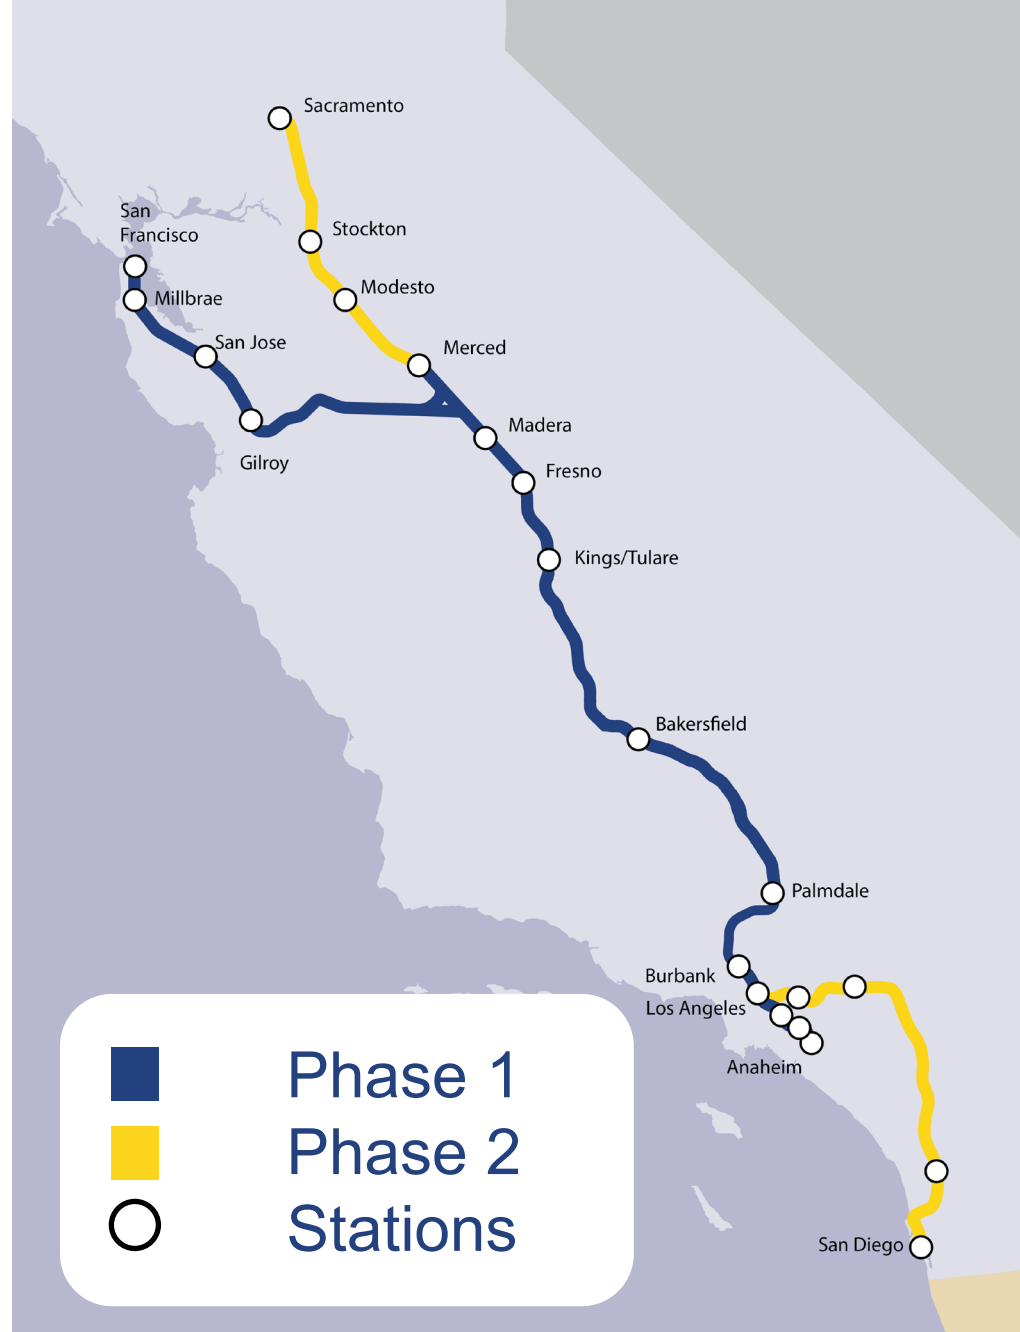 Sacramento
San
Francisco
Stockton
Modesto
Millbrae
San Jose
Merced
Madera
Gilroy
Fresno
Kings/Tulare
Bakersfield
Palmdale
Burbank
Los Angeles
Anaheim
San Diego
Phase 1
Phase 2
Stations